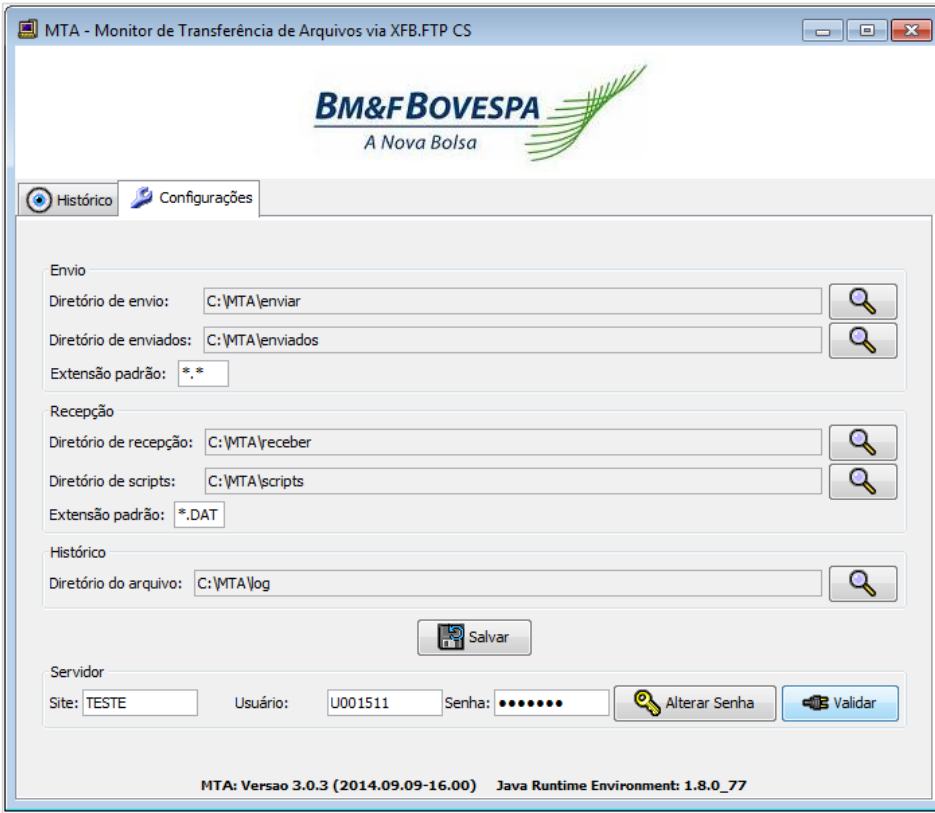 MTA - Monitor de Transferência de Arquivos via XFB.FTP CS
BM&FBOVESPA
A Nova Bolsa
Histórico Configurações
Envio
Diretório de envio: C:\MTA\enviar
Diretório de enviados: C:\MTA\enviados
Extensão padrão: *.*
Recepção
Diretório de recepção: C:\MTA\receber
Diretório de scripts: C:\MTA\scripts
Extensão padrão: *.DAT
Histórico
Diretório do arquivo: C:\MTA\log
Salvar
Servidor
Site: TESTE Usuário: U001511 Senha: ●●●●●●● Alterar Senha Validar
MTA: Versao 3.0.3 (2014.09.09-16.00) Java Runtime Environment: 1.8.0_77